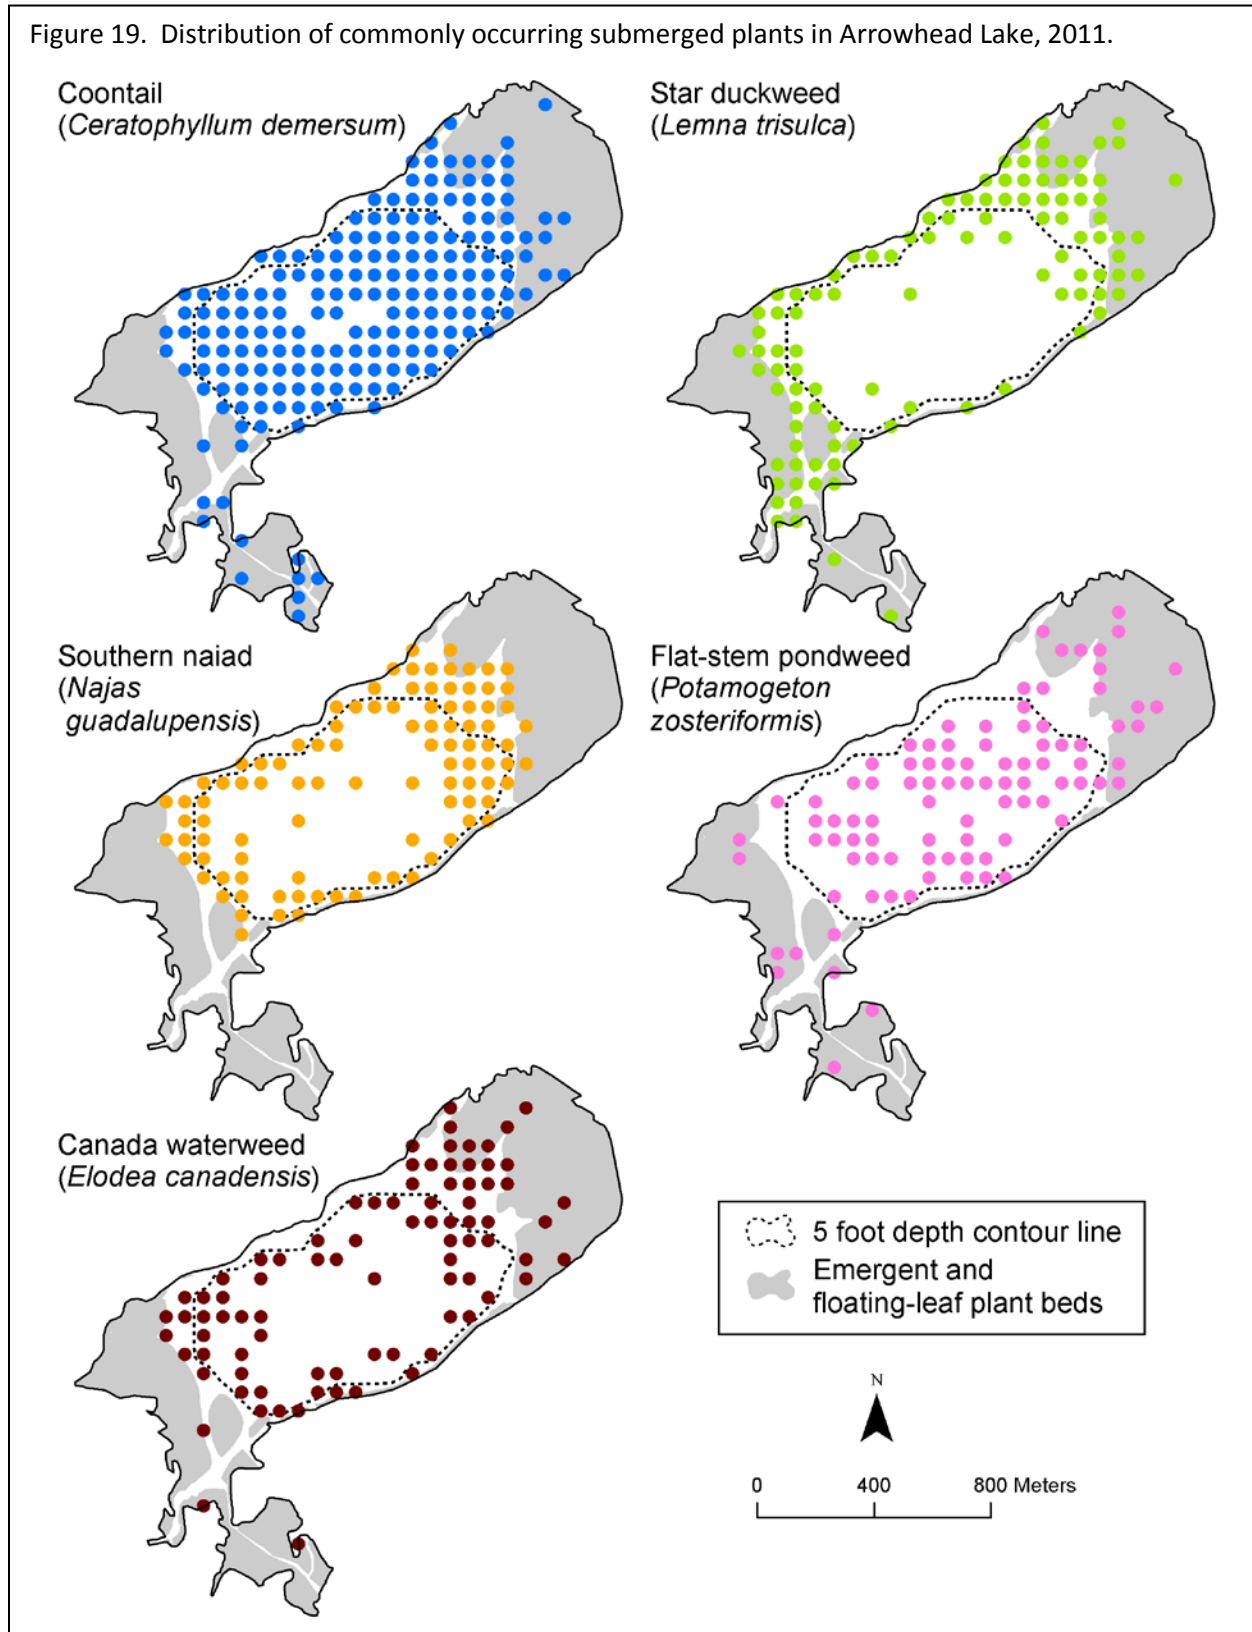 Figure 19.  Distribution of commonly occurring submerged plants in Arrowhead Lake, 2011.
Coontail
(Ceratophyllum demersum)
Star duckweed
(Lemna trisulca)
Southern naiad
(Najas
guadalupensis)
Flat-stem pondweed
(Potamogeton
zosteriformis)
Canada waterweed
(Elodea canadensis)
5 foot depth contour line
Emergent and
floating-leaf plant beds
N
0 400 800 Meters